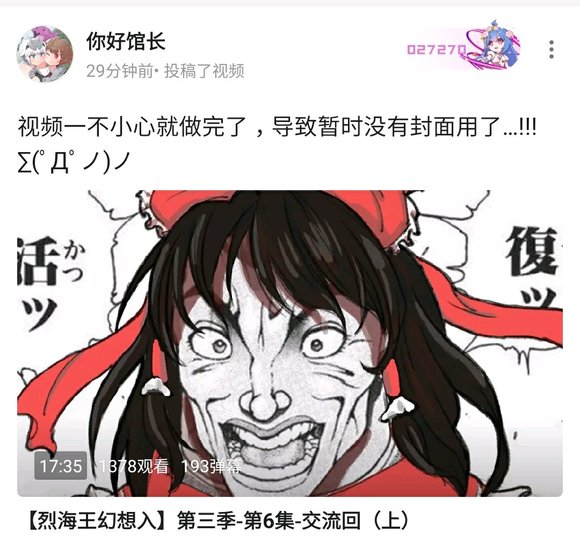 你好馆长
29分钟前· 投稿了视频
027270
视频一不小心就做完了，导致暂时没有封面用了...!!!
∑(ﾟДﾟノ)ノ
復ッ
活ッ
かつ
17:35 1378观看 193弹幕
【烈海王幻想入】第三季-第6集-交流回（上）